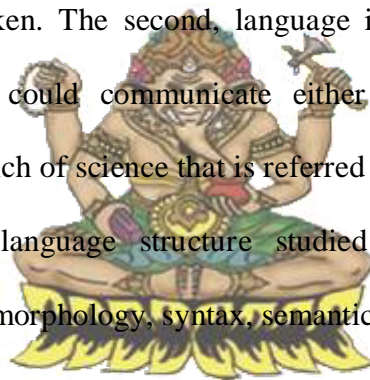 ken. The second, language i
could communicate either
ch of science that is referred
language structure studied
morphology, syntax, semantic